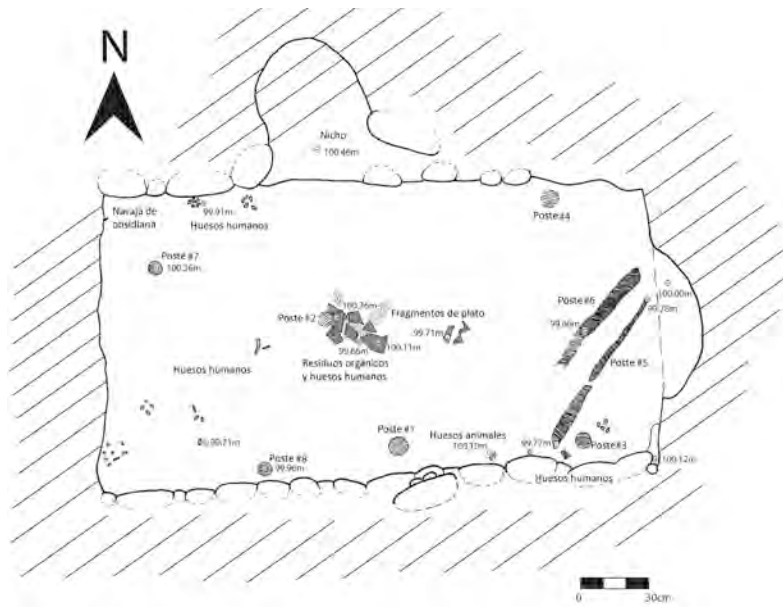 N
Nicho
100.46m
Navaja de
obsidiana
99.91m
Huesos humanos
Poste #4
Poste #7
100.26m
100.36m
Poste #2
Fragmentos de plato
99.71m
99.66m
100.11m
Residuos orgánicos
y huesos humanos
Poste #6
100.00m
99.78m
Poste #5
Huesos humanos
Poste #1
Huesos animales
99.77m
Poste #3
Poste #8
99.96m
Huesos humanos
100.12m
0 30cm